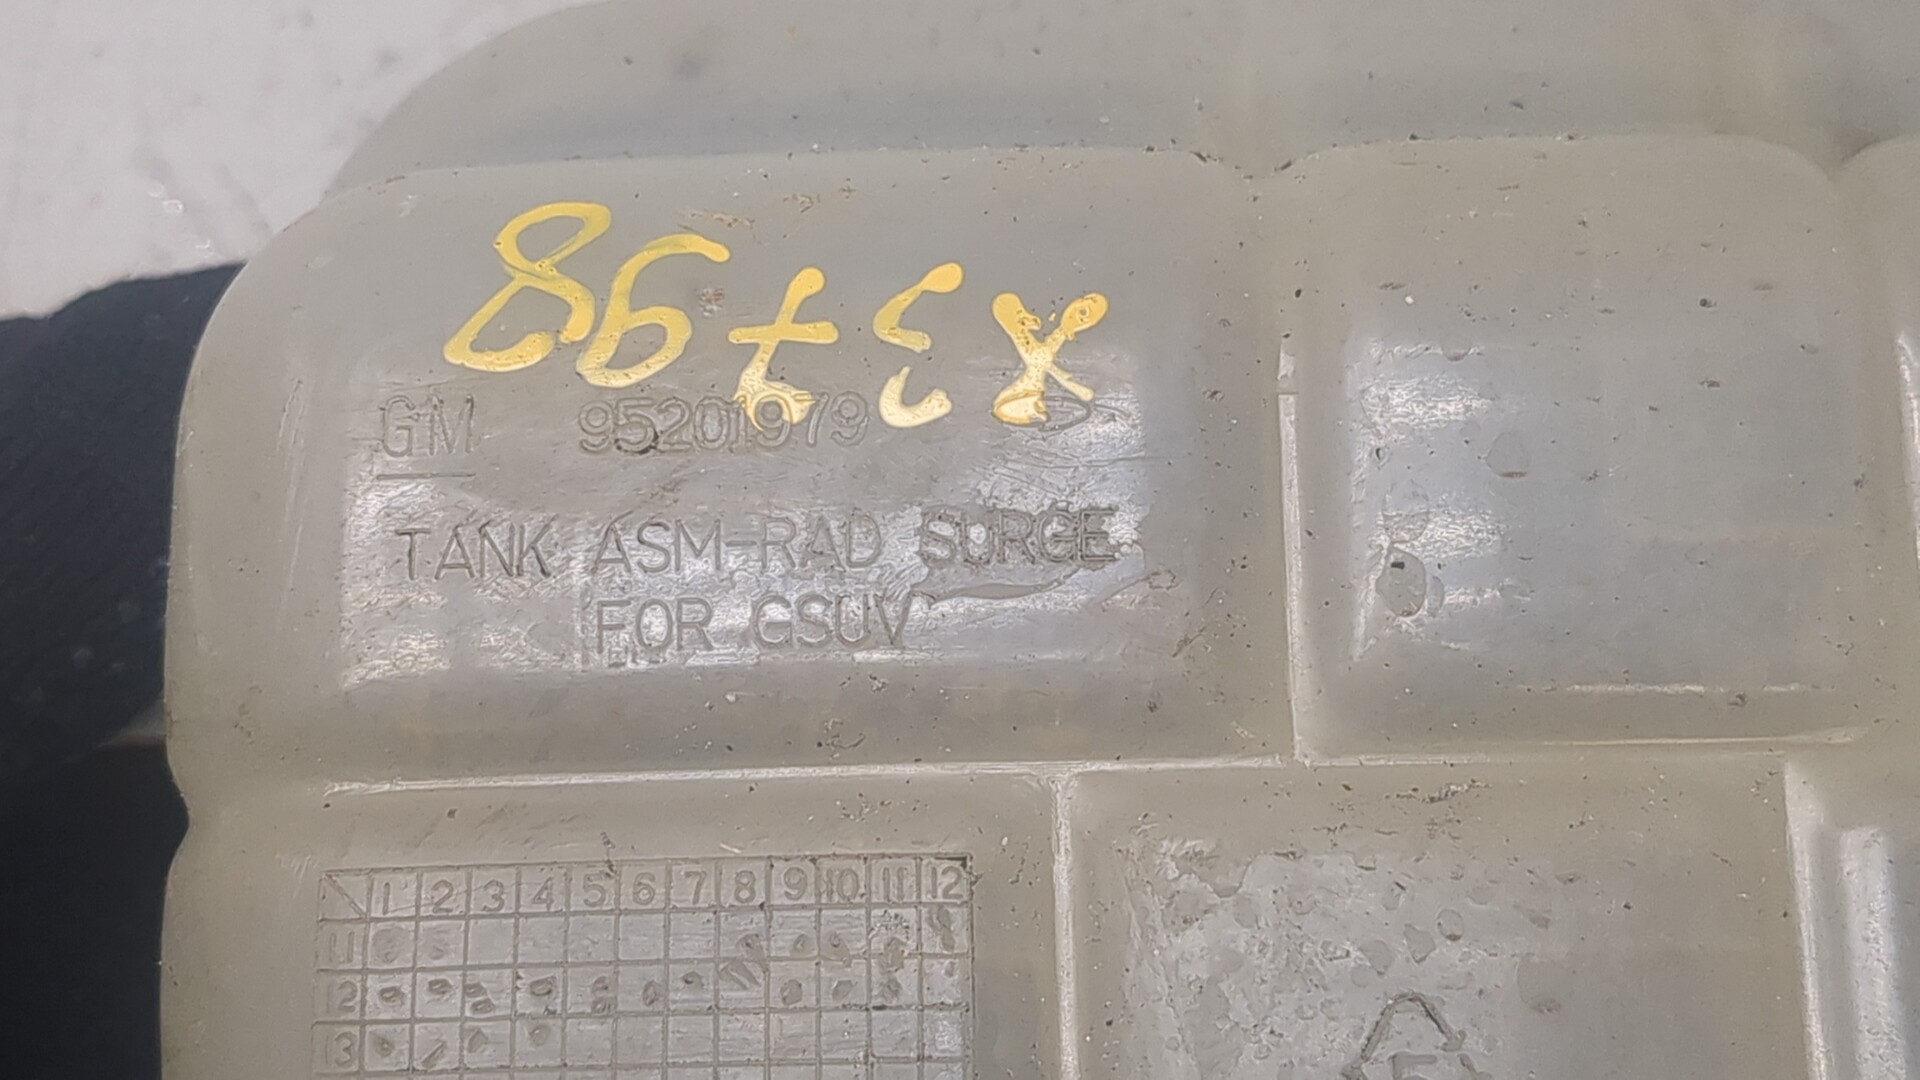 GM 95201979
TANK ASM-RAD SURGE
FOR GSUV
1 2 3 4 5 6 7 8 9 10 11 12
11
12
13